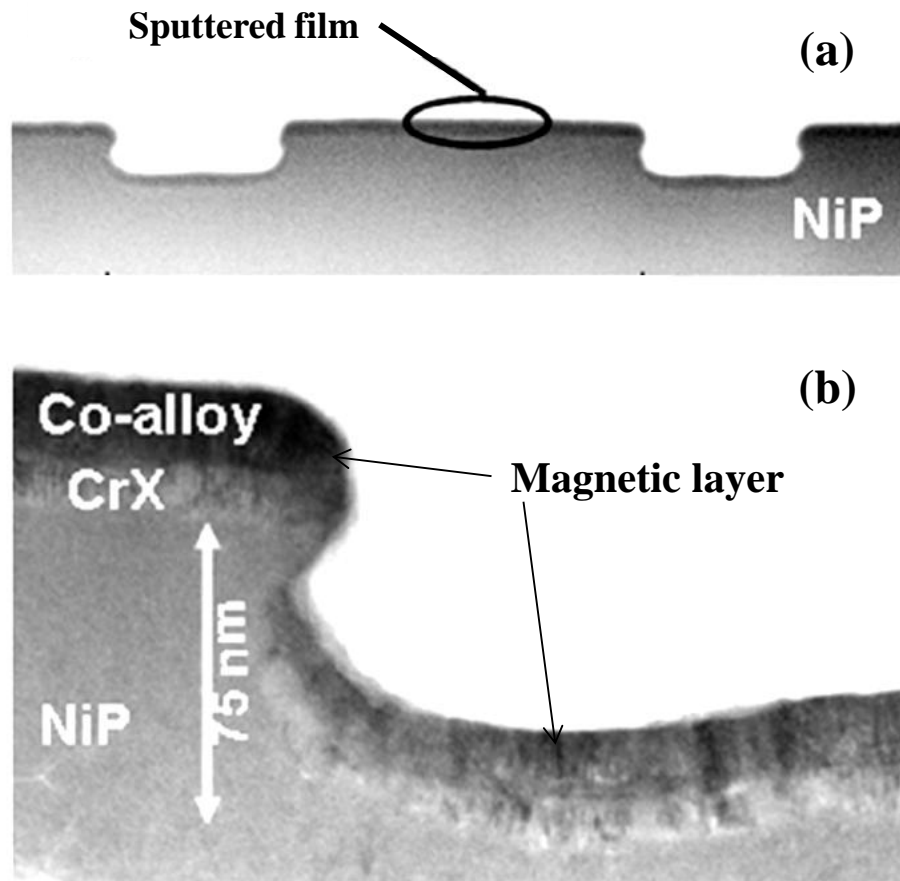 Sputtered film
(a)
NiP
(b)
Co-alloy
CrX
Magnetic layer
75 nm
NiP